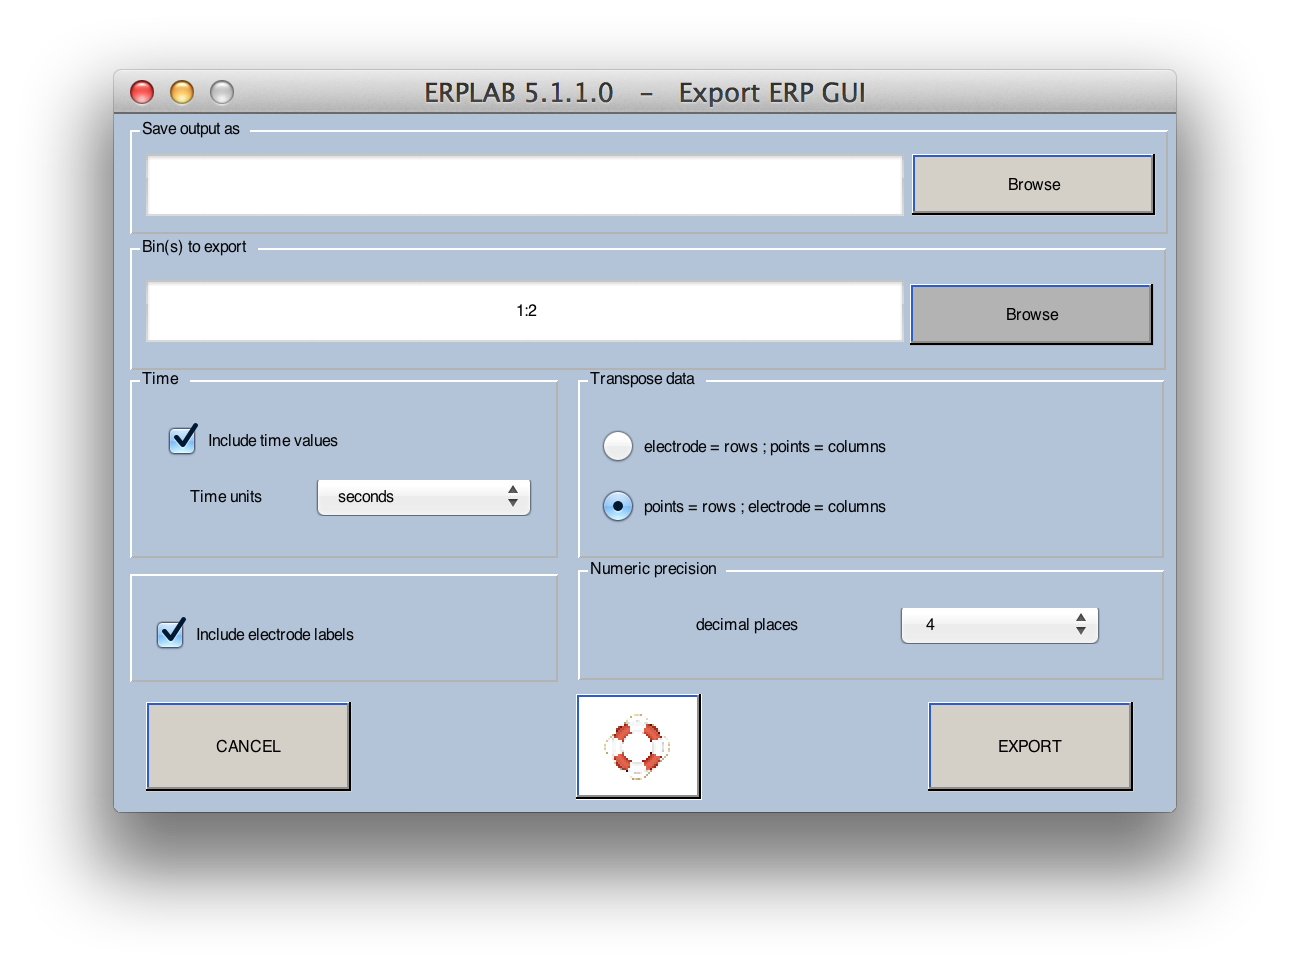 ERPLAB 5.1.1.0 - Export ERP GUI
Save output as
Browse
Bin(s) to export
1:2
Browse
Time
Include time values
Time units
seconds
Transpose data
electrode = rows ; points = columns
points = rows ; electrode = columns
Include electrode labels
Numeric precision
decimal places
4
CANCEL
EXPORT